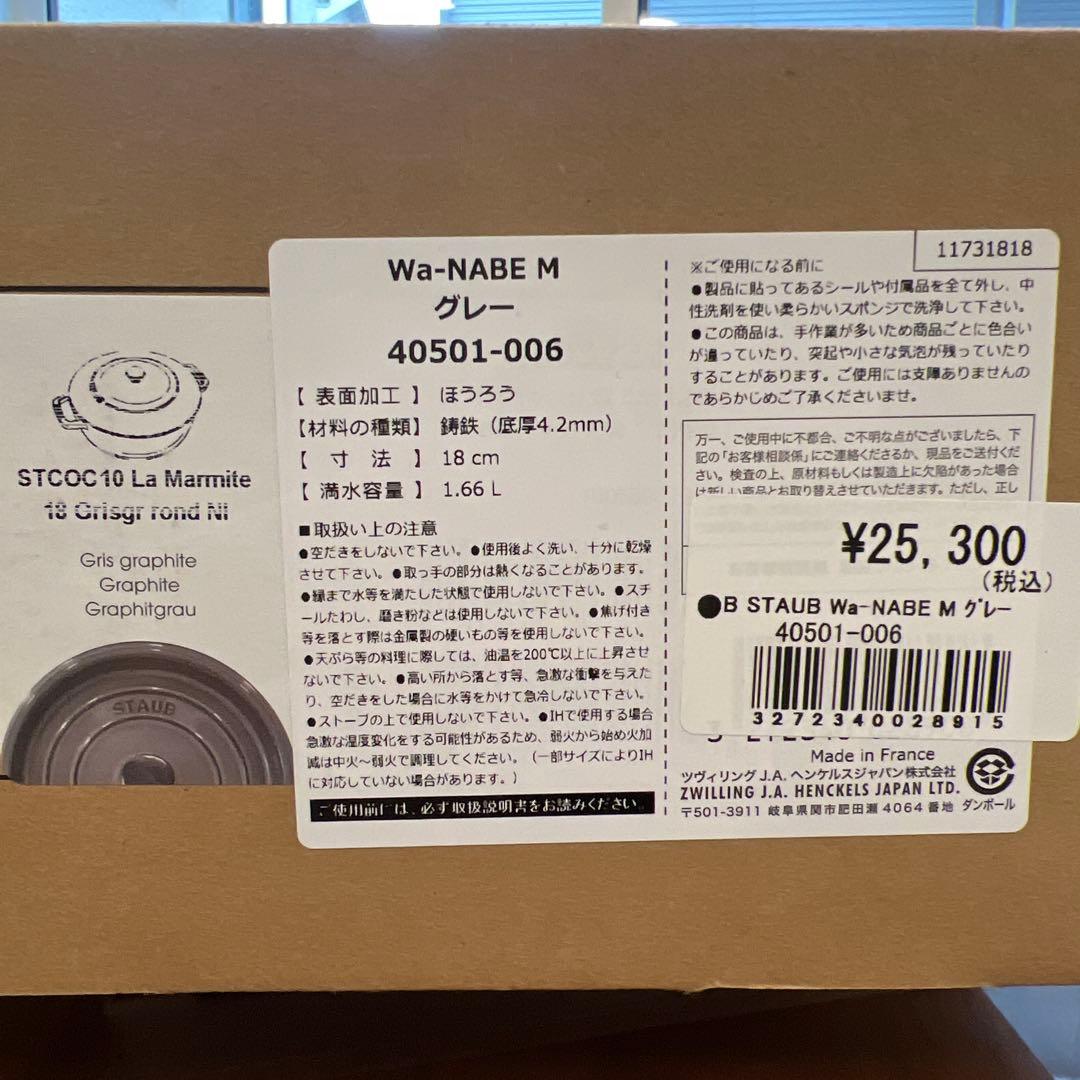 STCOC10 La Marmite
18 Grisgr rond NI
Gris graphite
Graphite
Graphitgrau
STAUB
Wa-NABE M
グレー
40501-006
【 表面加工 】 ほうろう
【材料の種類】 鋳鉄（底厚4.2mm）
【 寸 法 】 18 cm
【 満水容量 】 1.66 L
■取扱い上の注意
●空だきをしないで下さい。●使用後よく洗い、十分に乾燥
させて下さい。●取っ手の部分は熱くなることがあります。
●縁まで水等を満たした状態で使用しないで下さい。●スチ
ールたわし、磨き粉などは使用しないで下さい。●焦げ付き
等を落とす際は金属製の硬いもの等を使用しないで下さい。
●天ぷら等の料理に際しては、油温を200℃以上に上昇させ
ないで下さい。●高い所から落とす等、急激な衝撃を与えた
り、空だきをした場合に水等をかけて急冷しないで下さい。
●ストーブの上で使用しないで下さい。●IHで使用する場合
急激な温度変化をする可能性があるため、弱火から始め火加
減は中火～弱火で調理してください。（一部サイズによりIH
に対応していない場合があります。）
ご使用前には、必ず取扱説明書をお読みください。
11731818
※ご使用になる前に
●製品に貼ってあるシールや付属品を全て外し、中
性洗剤を使い柔らかいスポンジで洗浄して下さい。
●この商品は、手作業が多いため商品ごとに色合い
が違っていたり、突起や小さな気泡が残っていたり
することがあります。ご使用には支障ありませんの
であらかじめご了承くださいませ。
万一、ご使用中に不都合、ご不明な点がございましたら、下
記の「お客様相談係」にご連絡くださるか、現品をご送付くだ
さい。検査の上、原材料もしくは製造上に欠陥があった場合
は新しい商品とお取り替えさせていただきます。ただし、正し
¥25,300
（税込）
●B STAUB Wa-NABE M グレー
40501-006
3272340028915
Made in France
ツヴィリング J.A. ヘンケルスジャパン株式会社
ZWILLING J.A. HENCKELS JAPAN LTD.
〒501-3911 岐阜県関市肥田瀬 4064 番地
ダンボール